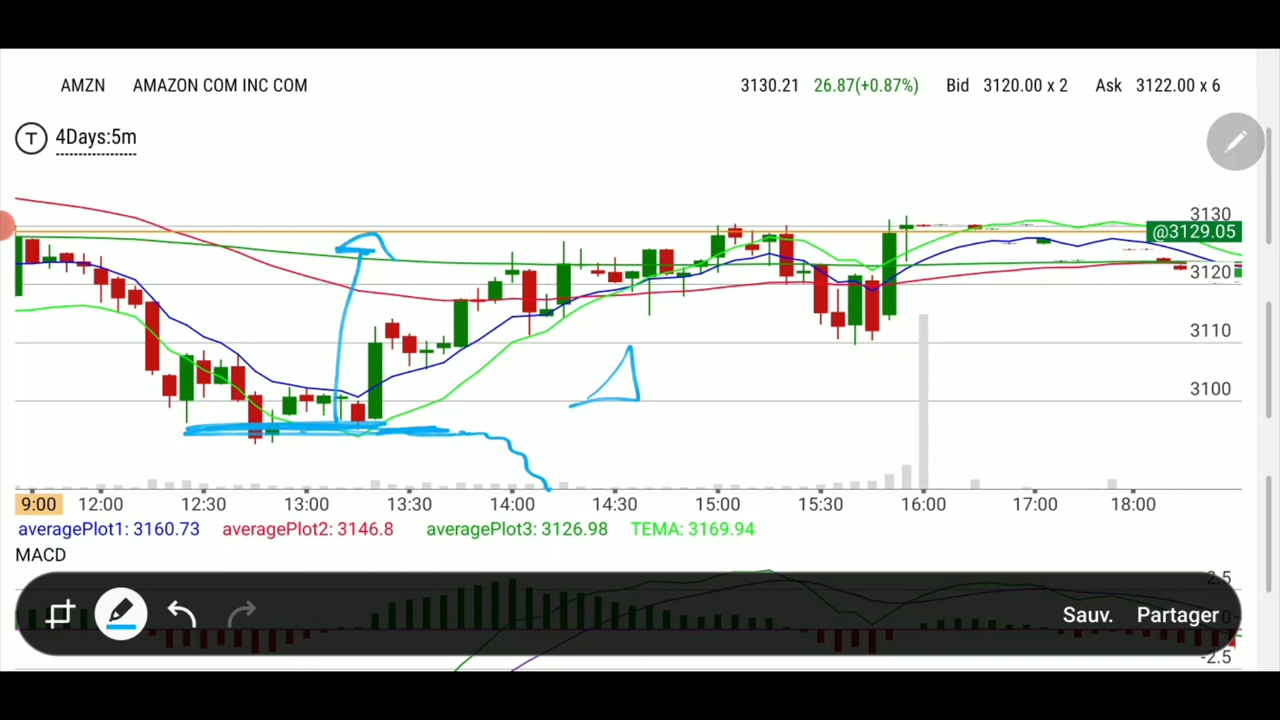 AMZN AMAZON COM INC COM 3130.21 26.87(+0.87%) Bid 3120.00 x 2 Ask 3122.00 x 6
T 4Days:5m
3130
@3129.05
3120
3110
3100
9:00 12:00 12:30 13:00 13:30 14:00 14:30 15:00 15:30 16:00 17:00 18:00
averagePlot1: 3160.73 averagePlot2: 3146.8 averagePlot3: 3126.98 TEMA: 3169.94
MACD
2.5
Sauv. Partager
-2.5